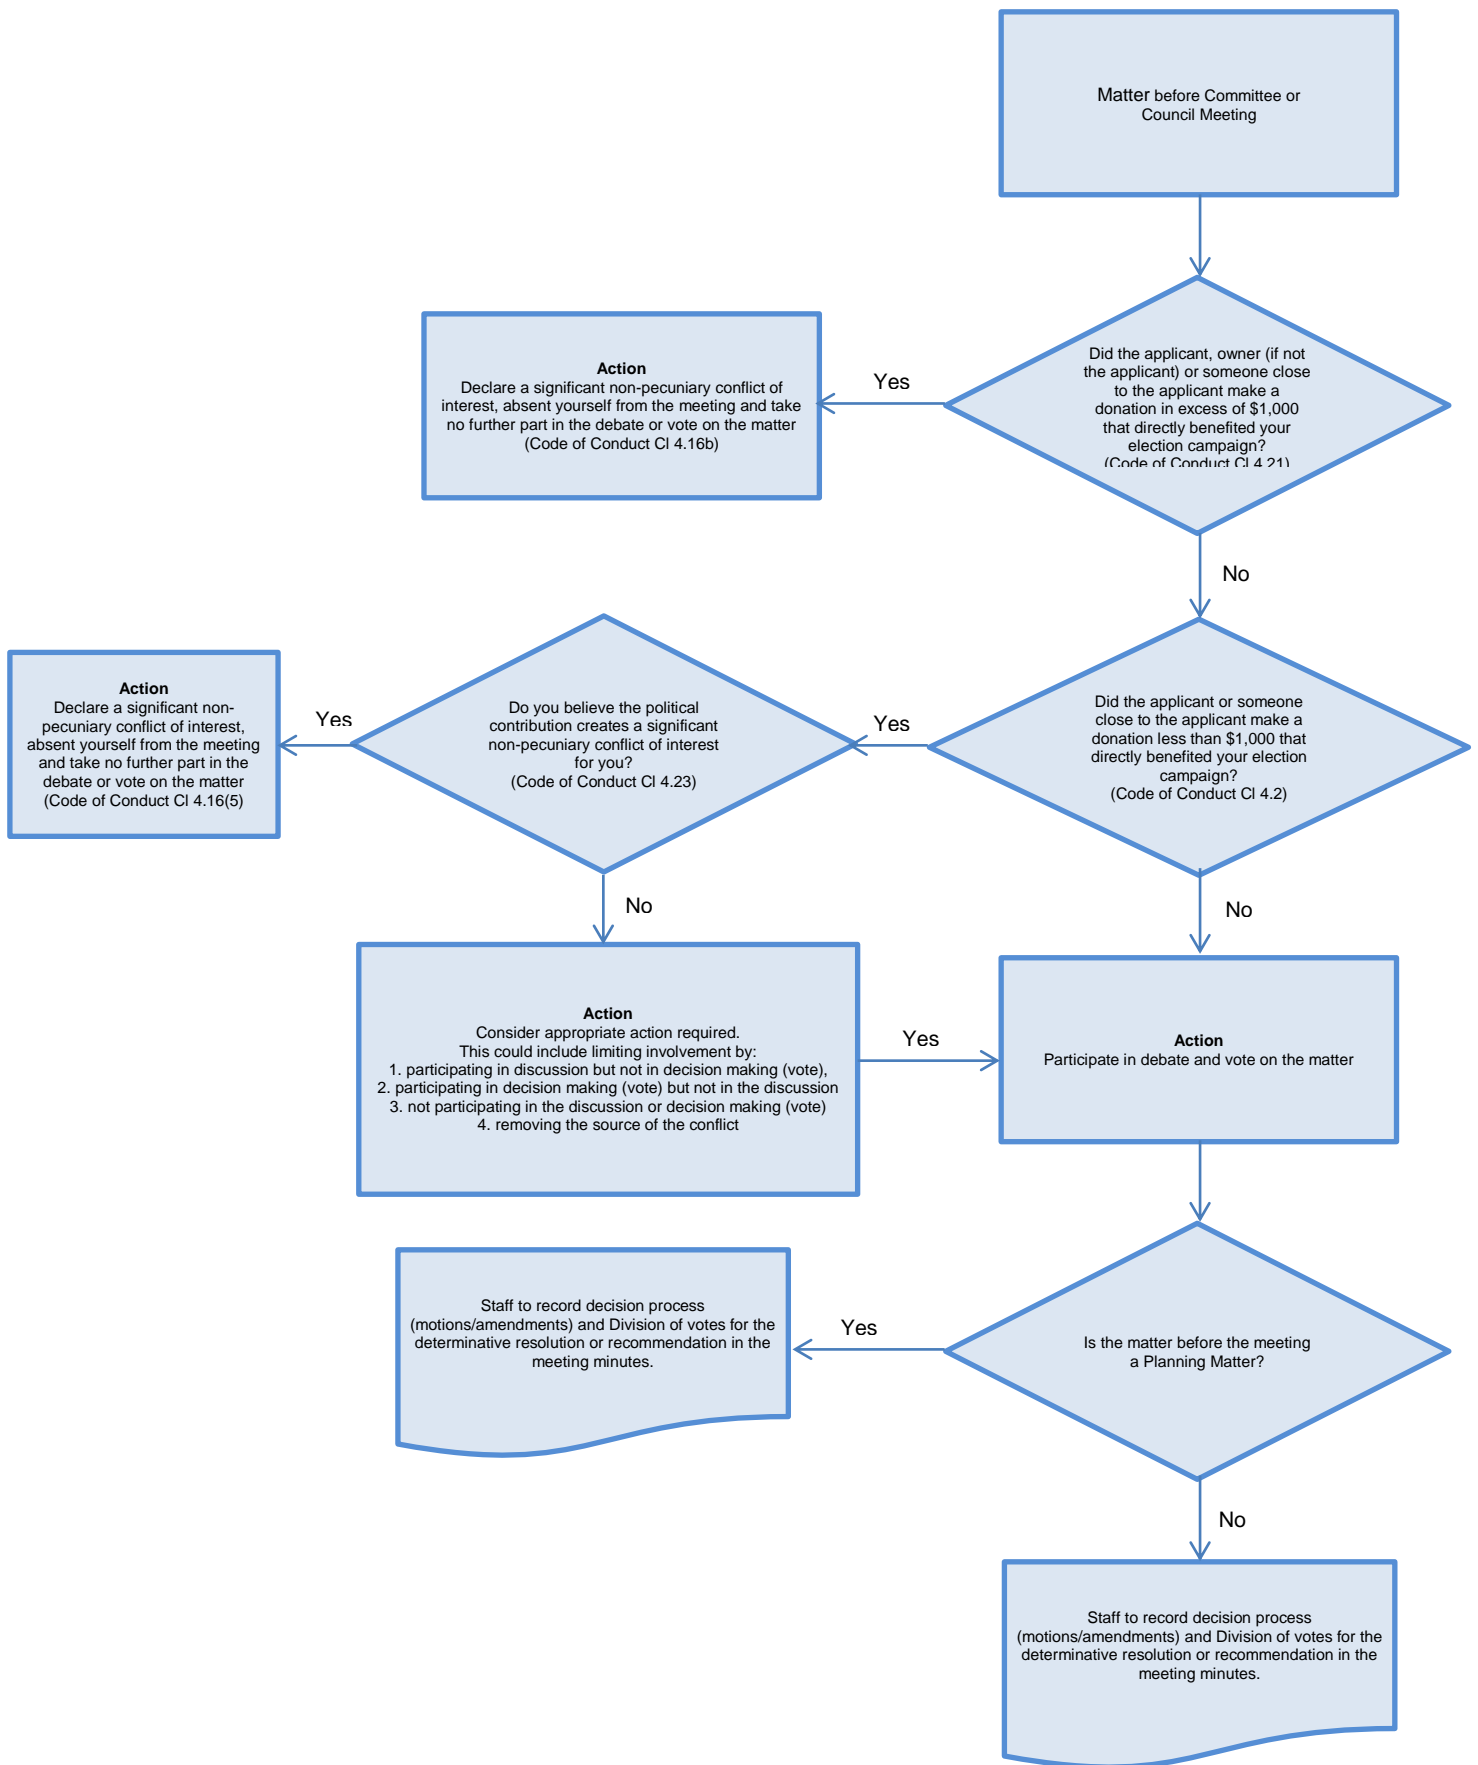 Matter before Committee or
Council Meeting
Did the applicant, owner (if not
the applicant) or someone close
to the applicant make a
donation in excess of $1,000
that directly benefited your
election campaign?
(Code of Conduct Cl 4.21)
Yes
Action
Declare a significant non-pecuniary conflict of
interest, absent yourself from the meeting and take
no further part in the debate or vote on the matter
(Code of Conduct Cl 4.16b)
No
Did the applicant or someone
close to the applicant make a
donation less than $1,000 that
directly benefited your election
campaign?
(Code of Conduct Cl 4.2)
Yes
Do you believe the political
contribution creates a significant
non-pecuniary conflict of interest
for you?
(Code of Conduct Cl 4.23)
Yes
Action
Declare a significant non-
pecuniary conflict of interest,
absent yourself from the meeting
and take no further part in the
debate or vote on the matter
(Code of Conduct Cl 4.16(5)
No
No
Action
Consider appropriate action required.
This could include limiting involvement by:
1. participating in discussion but not in decision making (vote),
2. participating in decision making (vote) but not in the discussion
3. not participating in the discussion or decision making (vote)
4. removing the source of the conflict
Yes
Action
Participate in debate and vote on the matter
Is the matter before the meeting
a Planning Matter?
Yes
Staff to record decision process
(motions/amendments) and Division of votes for the
determinative resolution or recommendation in the
meeting minutes.
No
Staff to record decision process
(motions/amendments) and Division of votes for the
determinative resolution or recommendation in the
meeting minutes.